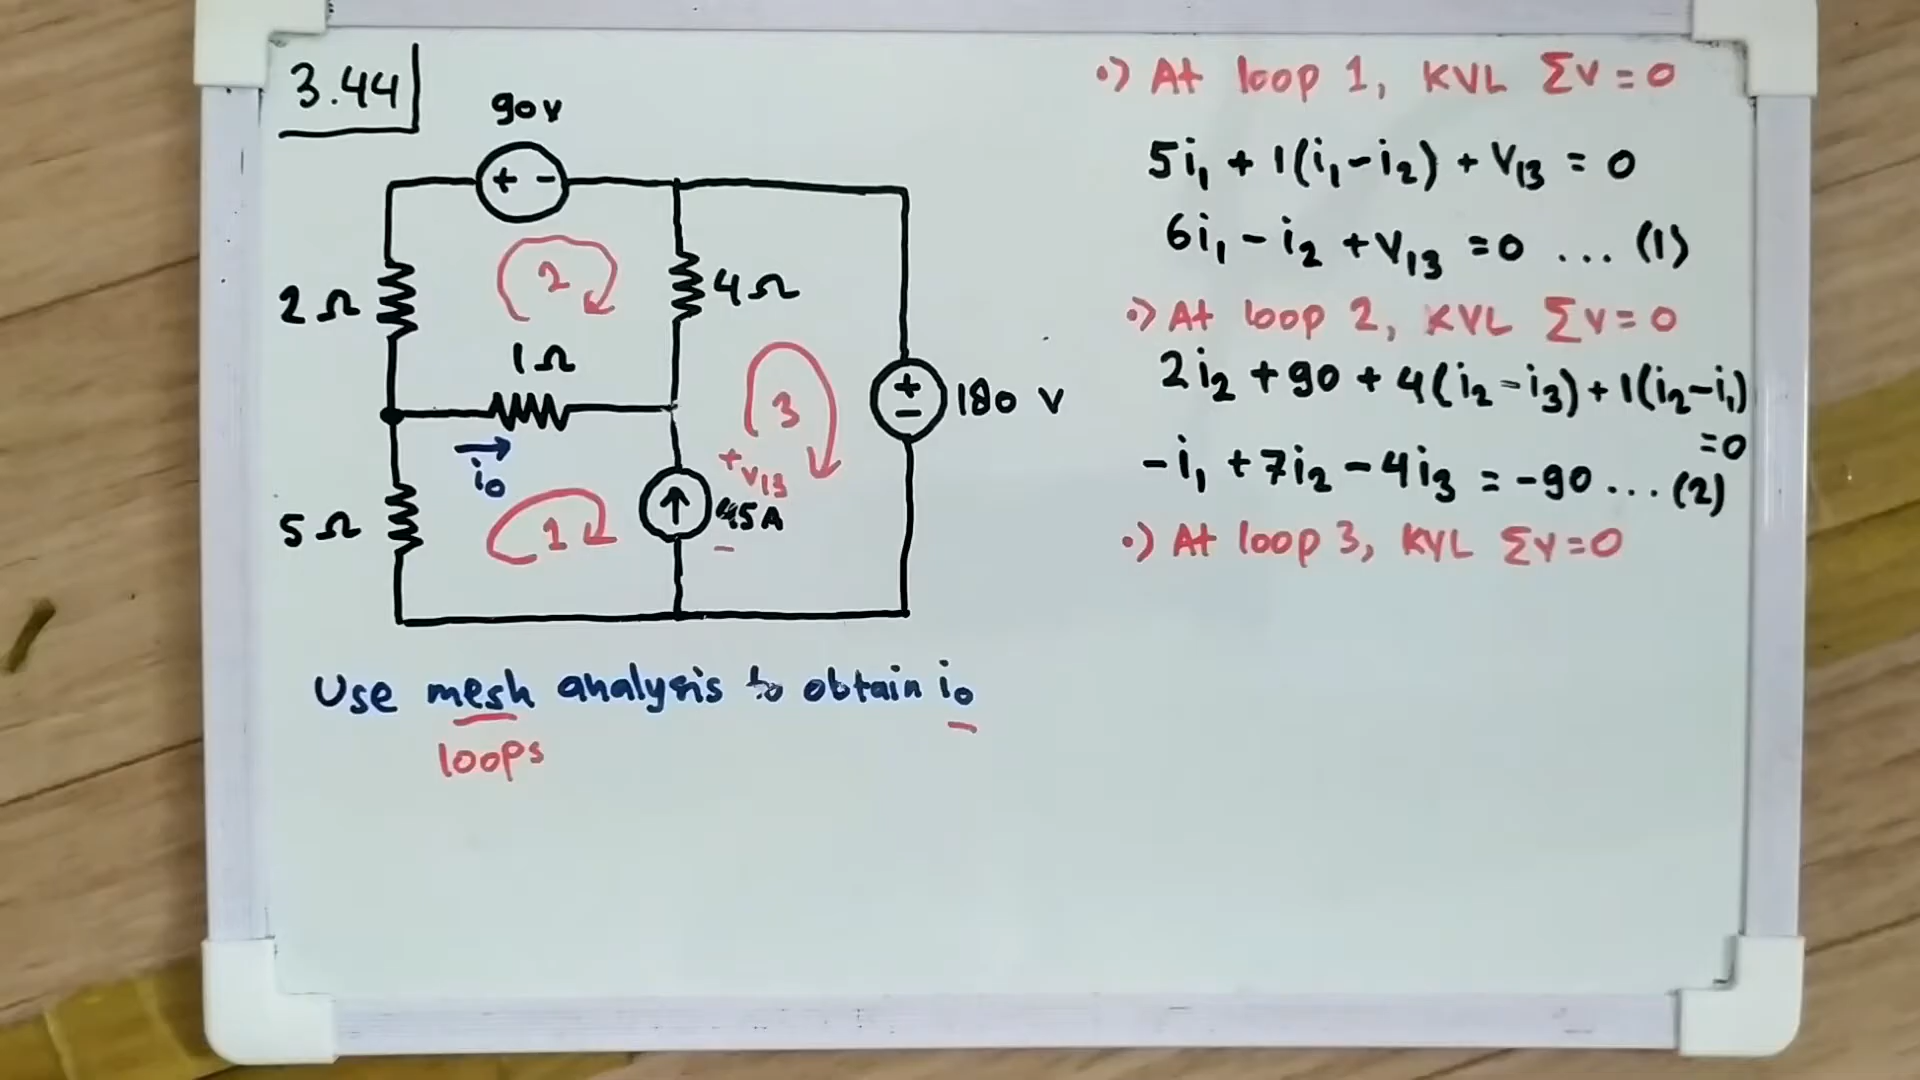 3.44
90v
+ -
2Ω
2
4Ω
1Ω
+
-
180 V
3
i₀
+
V₁₃
5Ω
1
45A
-
Use mesh analysis to obtain i₀
loops
•) At loop 1, KVL ΣV=0
5i₁ + 1(i₁-i₂) + V₁₃ = 0
6i₁ - i₂ + V₁₃ = 0 ... (1)
•) At loop 2, KVL ΣV=0
2i₂ + 90 + 4(i₂-i₃) + 1(i₂-i₁)
=0
-i₁ + 7i₂ - 4i₃ = -90 ... (2)
•) At loop 3, KVL ΣV=0